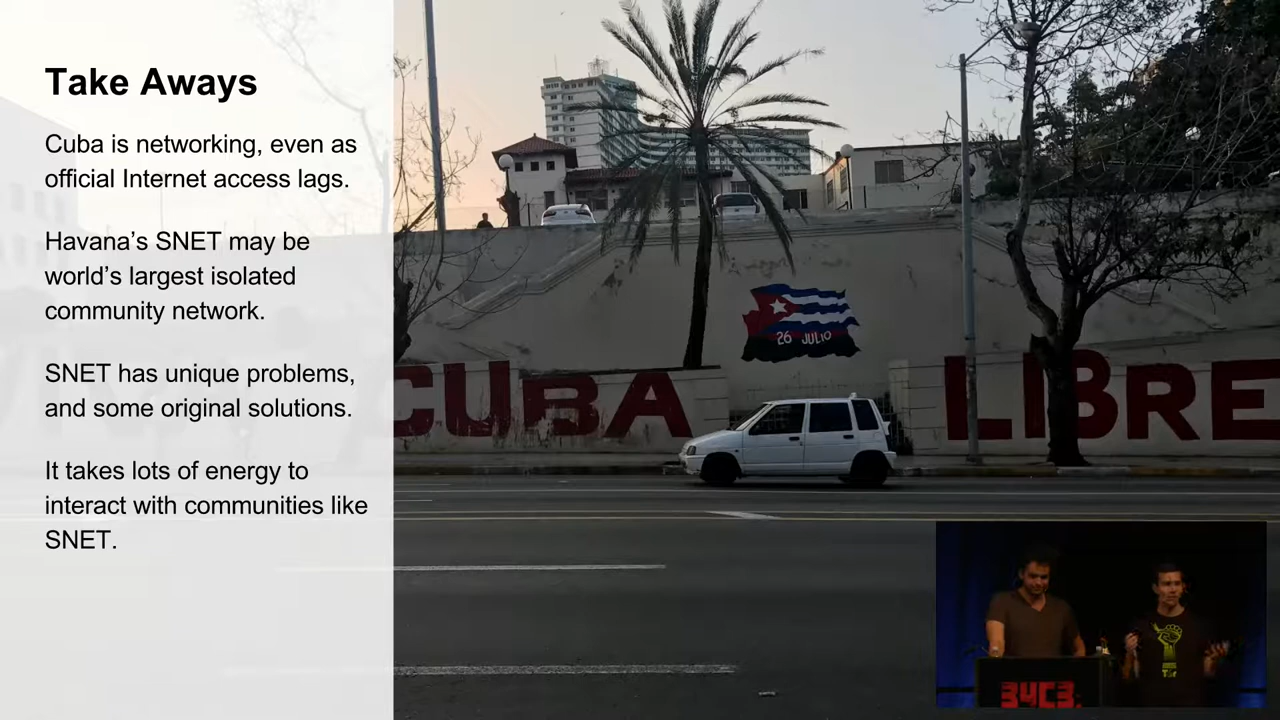 Take Aways
Cuba is networking, even as
official Internet access lags.
Havana's SNET may be
world's largest isolated
community network.
SNET has unique problems,
and some original solutions.
It takes lots of energy to
interact with communities like
SNET.
26 JULIO
CUBA LIBRE
34C3
Tor